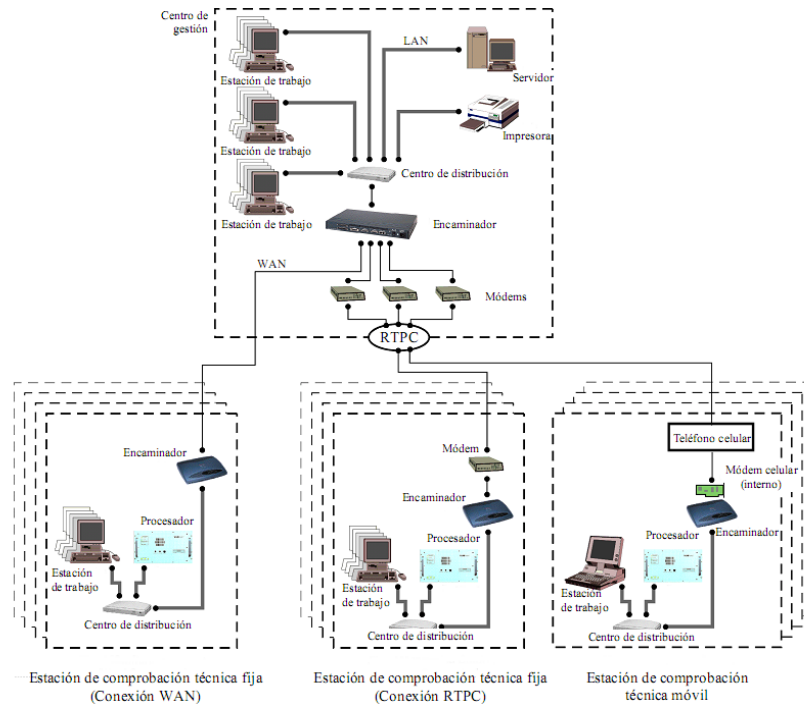 Centro de
gestión
LAN
Estación de trabajo
Servidor
Estación de trabajo
Impresora
Centro de distribución
Estación de trabajo
Encaminador
WAN
Módems
RTPC
Encaminador
Procesador
Estación
de trabajo
Centro de distribución
Módem
Encaminador
Procesador
Estación
de trabajo
Centro de distribución
Teléfono celular
Módem celular
(interno)
Encaminador
Procesador
Estación
de trabajo
Centro de distribución
Estación de comprobación técnica fija
(Conexión WAN)
Estación de comprobación técnica fija
(Conexión RTPC)
Estación de comprobación
técnica móvil